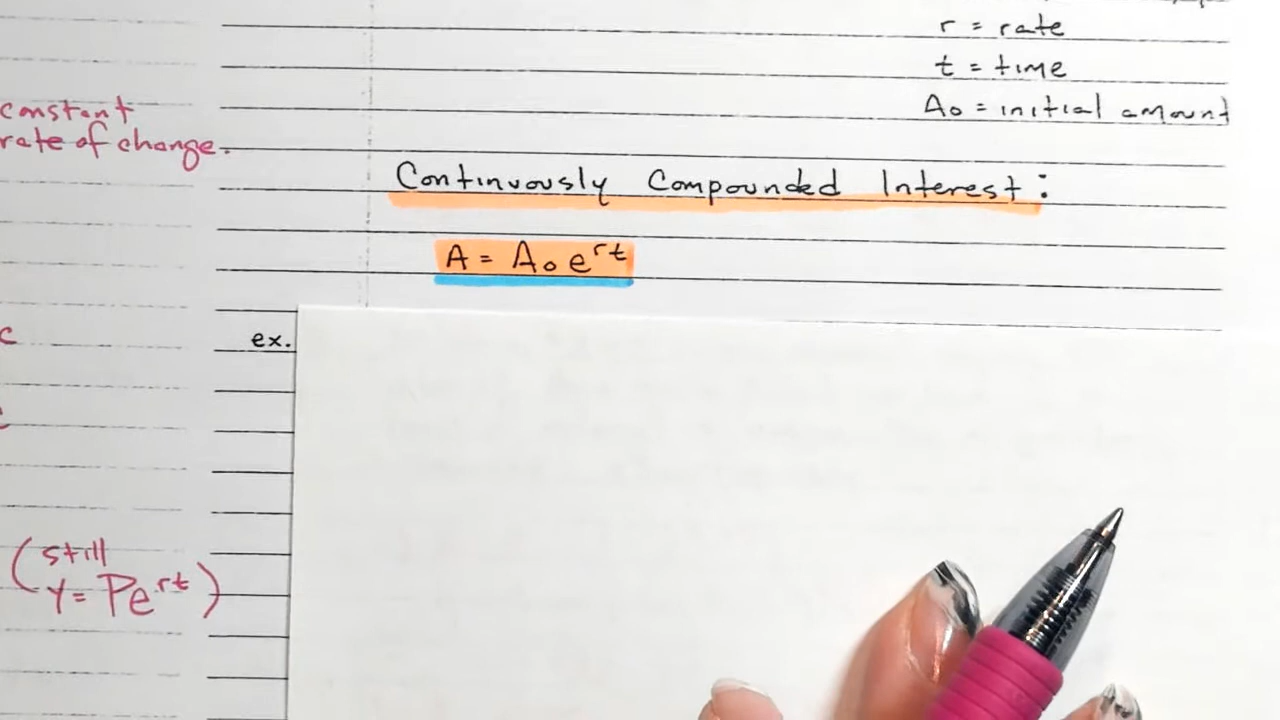 r = rate
t = time
A₀ = initial amount
constant
rate of change.
Continuously Compounded Interest:
A = A₀e^rt
ex.
c
(still
y = Pe^rt)